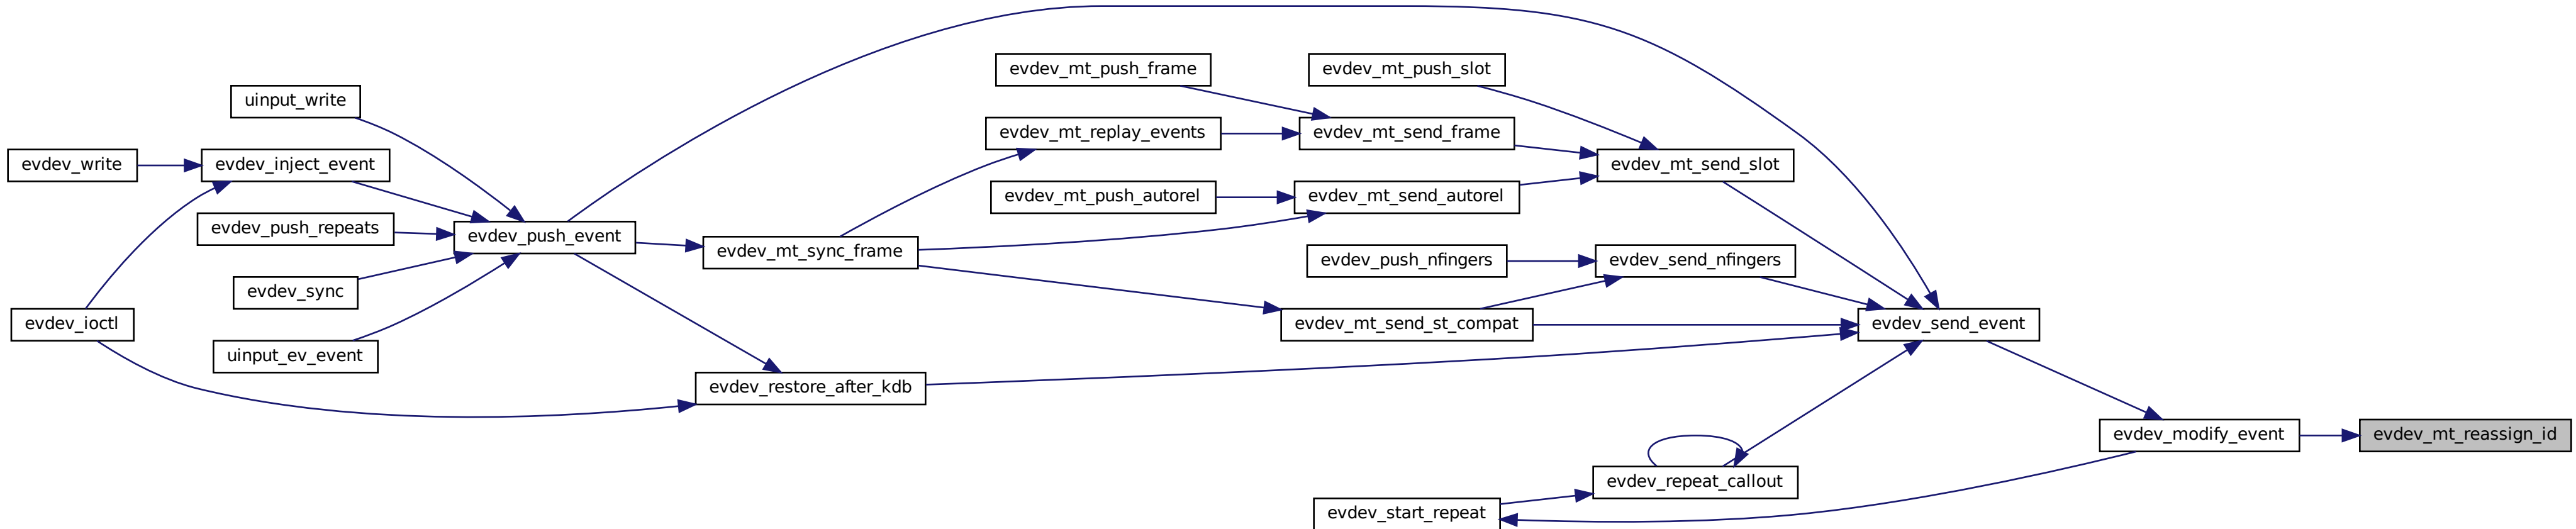 evdev_mt_push_frame
evdev_mt_push_slot
uinput_write
evdev_mt_replay_events
evdev_mt_send_frame
evdev_write
evdev_inject_event
evdev_mt_send_slot
evdev_mt_push_autorel
evdev_mt_send_autorel
evdev_push_repeats
evdev_push_event
evdev_mt_sync_frame
evdev_push_nfingers
evdev_send_nfingers
evdev_sync
evdev_ioctl
evdev_mt_send_st_compat
evdev_send_event
uinput_ev_event
evdev_restore_after_kdb
evdev_modify_event
evdev_mt_reassign_id
evdev_repeat_callout
evdev_start_repeat